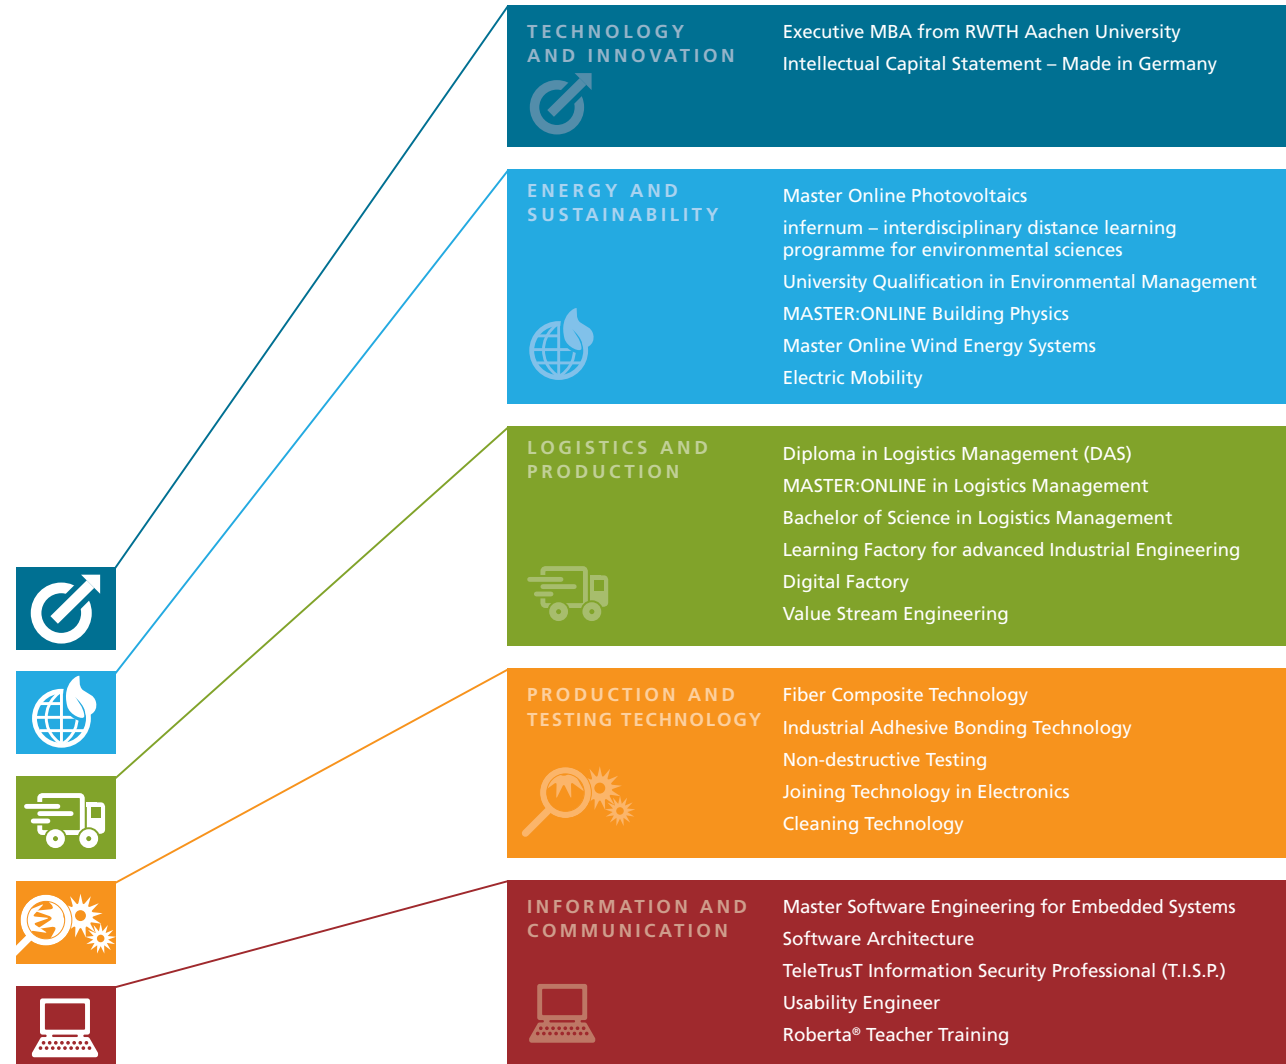 TECHNOLOGY
AND INNOVATION
Executive MBA from RWTH Aachen University
Intellectual Capital Statement – Made in Germany
ENERGY AND
SUSTAINABILITY
Master Online Photovoltaics
infernum – interdisciplinary distance learning
programme for environmental sciences
University Qualification in Environmental Management
MASTER:ONLINE Building Physics
Master Online Wind Energy Systems
Electric Mobility
LOGISTICS AND
PRODUCTION
Diploma in Logistics Management (DAS)
MASTER:ONLINE in Logistics Management
Bachelor of Science in Logistics Management
Learning Factory for advanced Industrial Engineering
Digital Factory
Value Stream Engineering
PRODUCTION AND
TESTING TECHNOLOGY
Fiber Composite Technology
Industrial Adhesive Bonding Technology
Non-destructive Testing
Joining Technology in Electronics
Cleaning Technology
INFORMATION AND
COMMUNICATION
Master Software Engineering for Embedded Systems
Software Architecture
TeleTrusT Information Security Professional (T.I.S.P.)
Usability Engineer
Roberta® Teacher Training